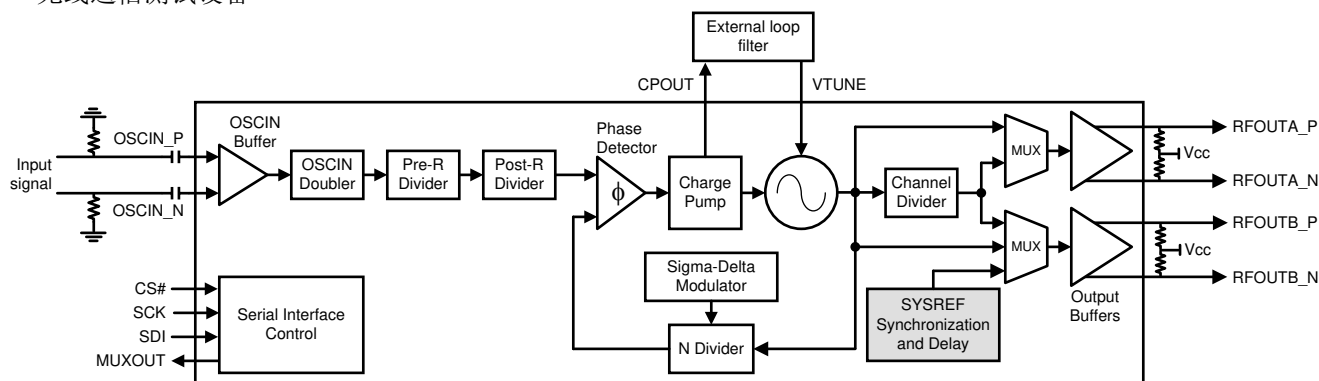 External loop
filter
CPOUT
VTUNE
OSCIN_P
OSCIN
Buffer
Phase
Detector
MUX
RFOUTA_P
Vcc
RFOUTA_N
Input
signal
OSCIN
Doubler
Pre-R
Divider
Post-R
Divider
ϕ
Charge
Pump
Channel
Divider
OSCIN_N
MUX
RFOUTB_P
Vcc
RFOUTB_N
Sigma-Delta
Modulator
CS#
SCK
SDI
MUXOUT
Serial Interface
Control
N Divider
SYSREF
Synchronization
and Delay
Output
Buffers